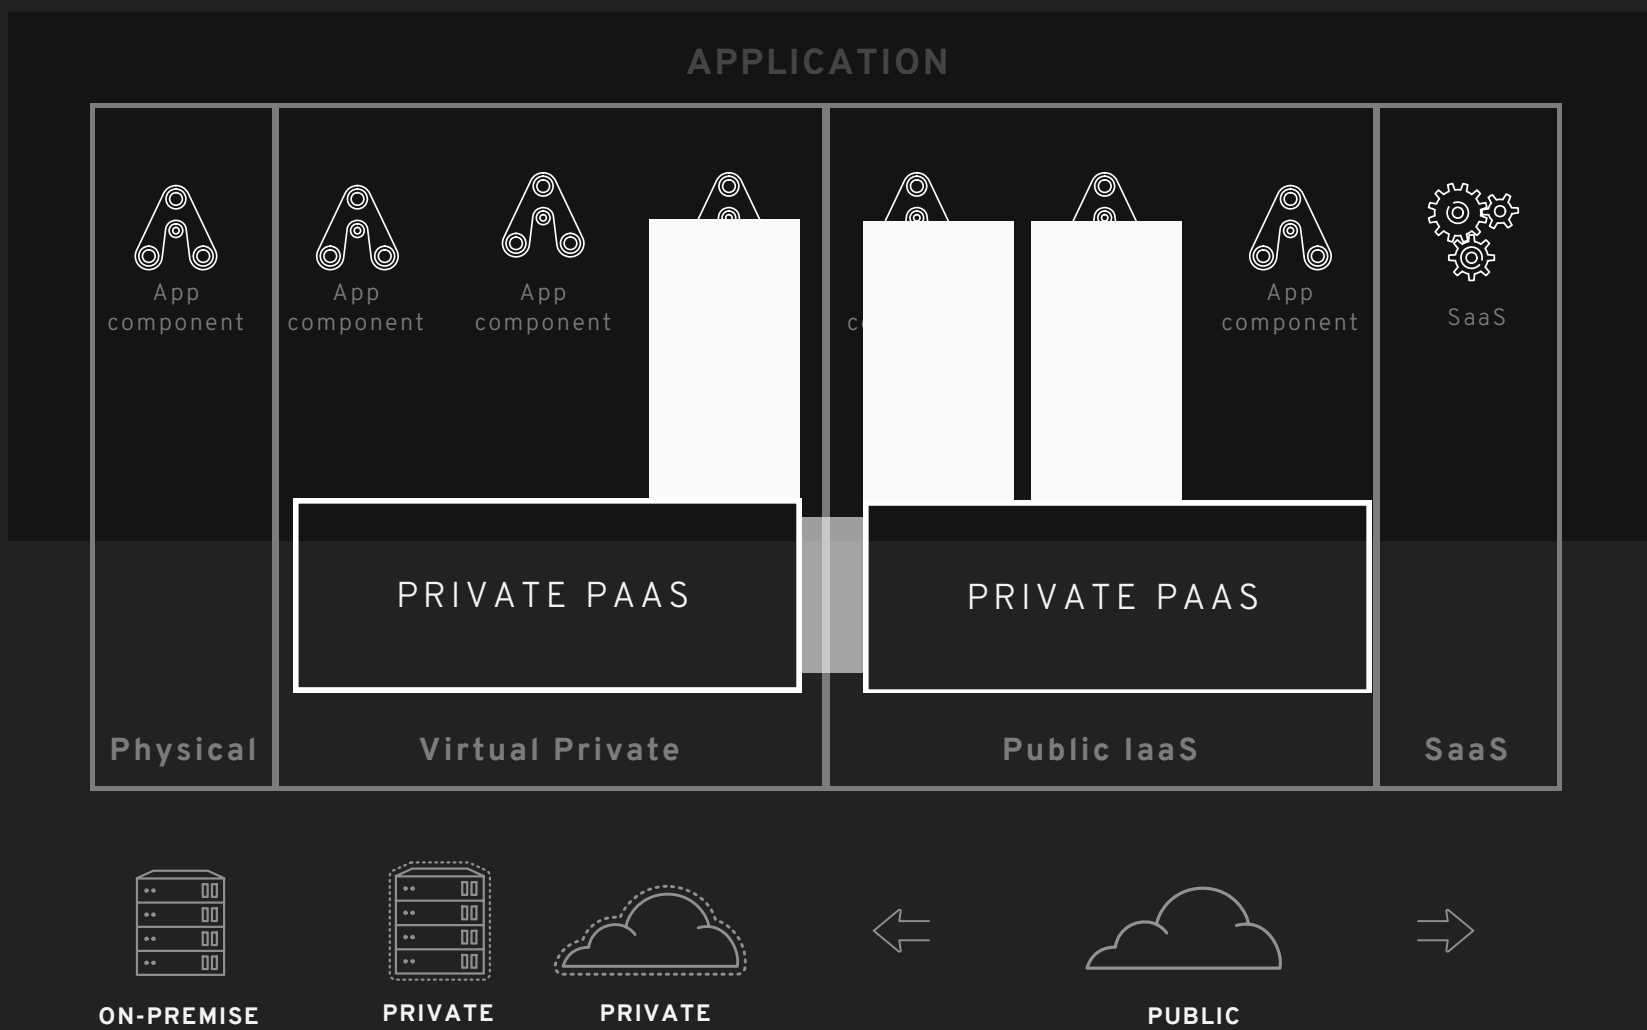 APPLICATION
App
component
App
component
App
component
App
component
SaaS
PRIVATE PAAS
PRIVATE PAAS
Physical
Virtual Private
Public IaaS
SaaS
ON-PREMISE
PRIVATE
PRIVATE
PUBLIC